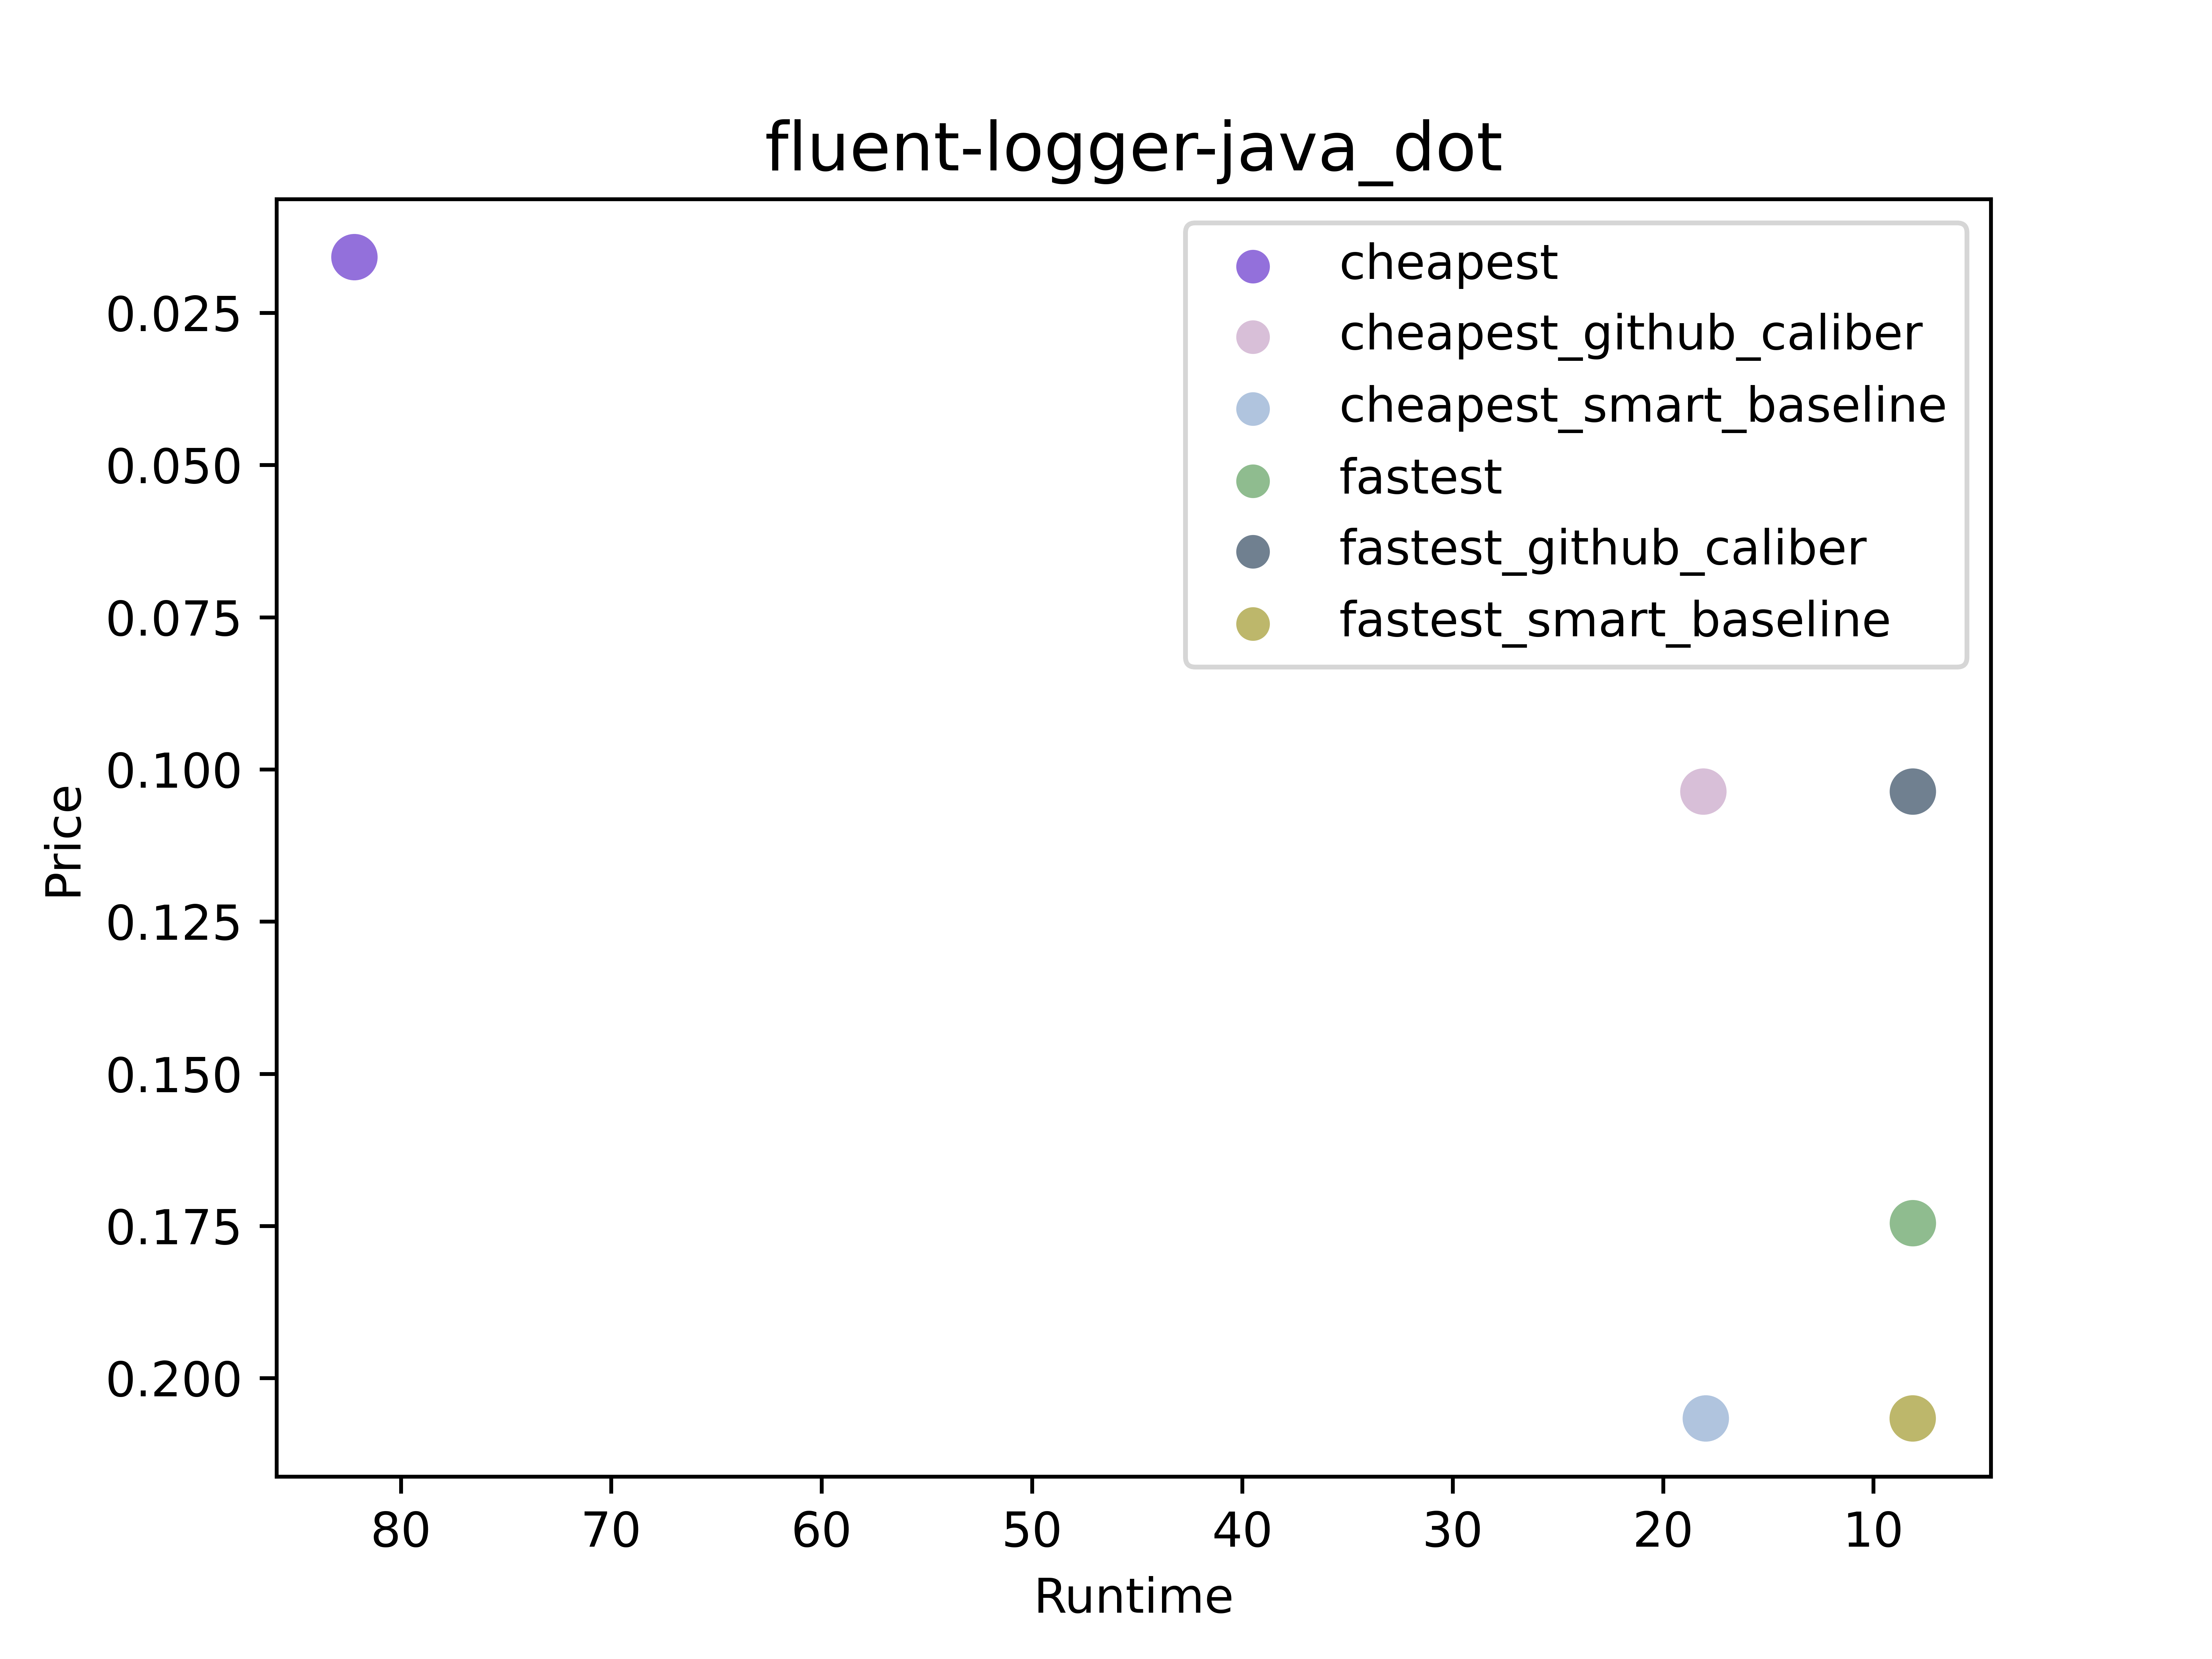 fluent-logger-java_dot
cheapest
cheapest_github_caliber
cheapest_smart_baseline
fastest
fastest_github_caliber
fastest_smart_baseline
Price
0.025
0.050
0.075
0.100
0.125
0.150
0.175
0.200
80 70 60 50 40 30 20 10
Runtime